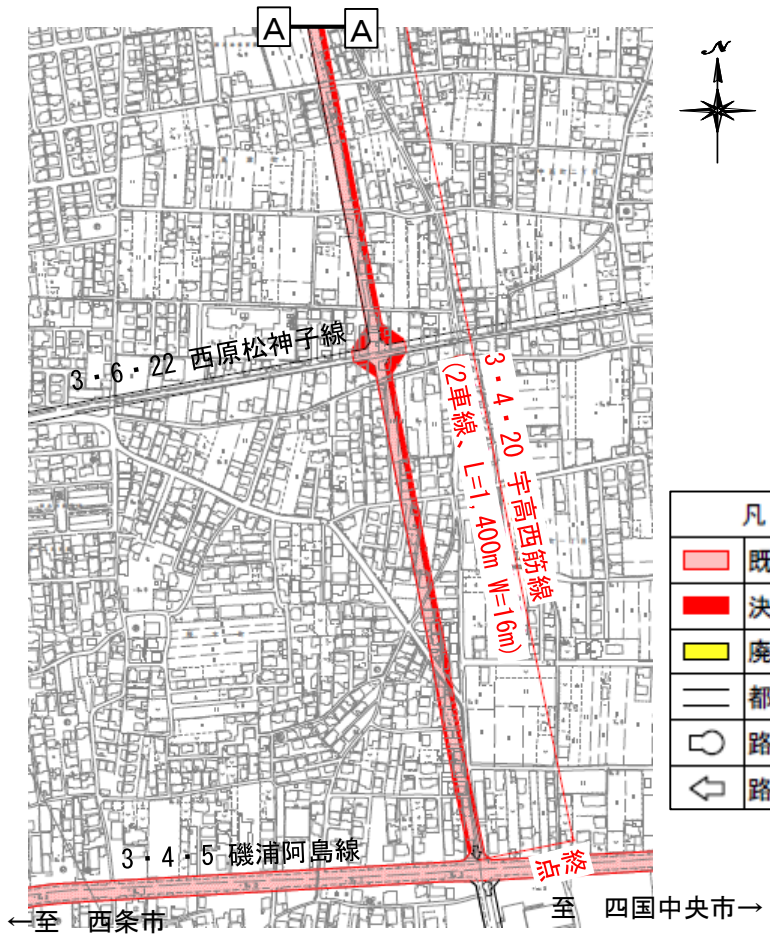 A A
N
3・6・22 西原松神子線
3・4・20 宇高西筋線
(2車線、L=1,400m W=16m)
凡
既
決
廃
都
路
路
3・4・5 磯浦阿島線
終点
←至 西条市
至 四国中央市→